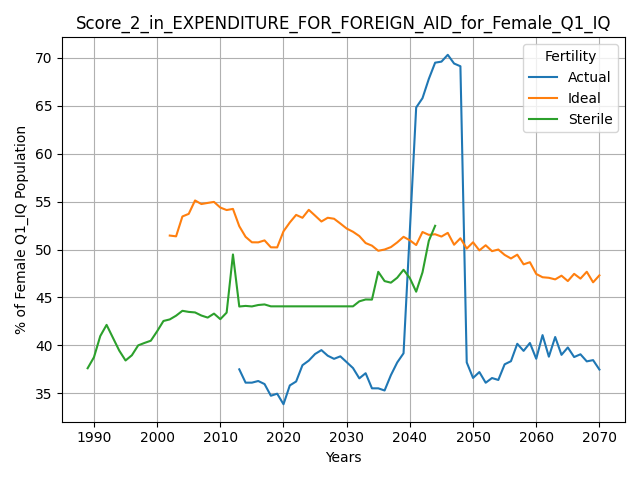 Score_2_in_EXPENDITURE_FOR_FOREIGN_AID_for_Female_Q1_IQ
Fertility
Actual
Ideal
Sterile
% of Female Q1_IQ Population
70
65
60
55
50
45
40
35
1990 2000 2010 2020 2030 2040 2050 2060 2070
Years